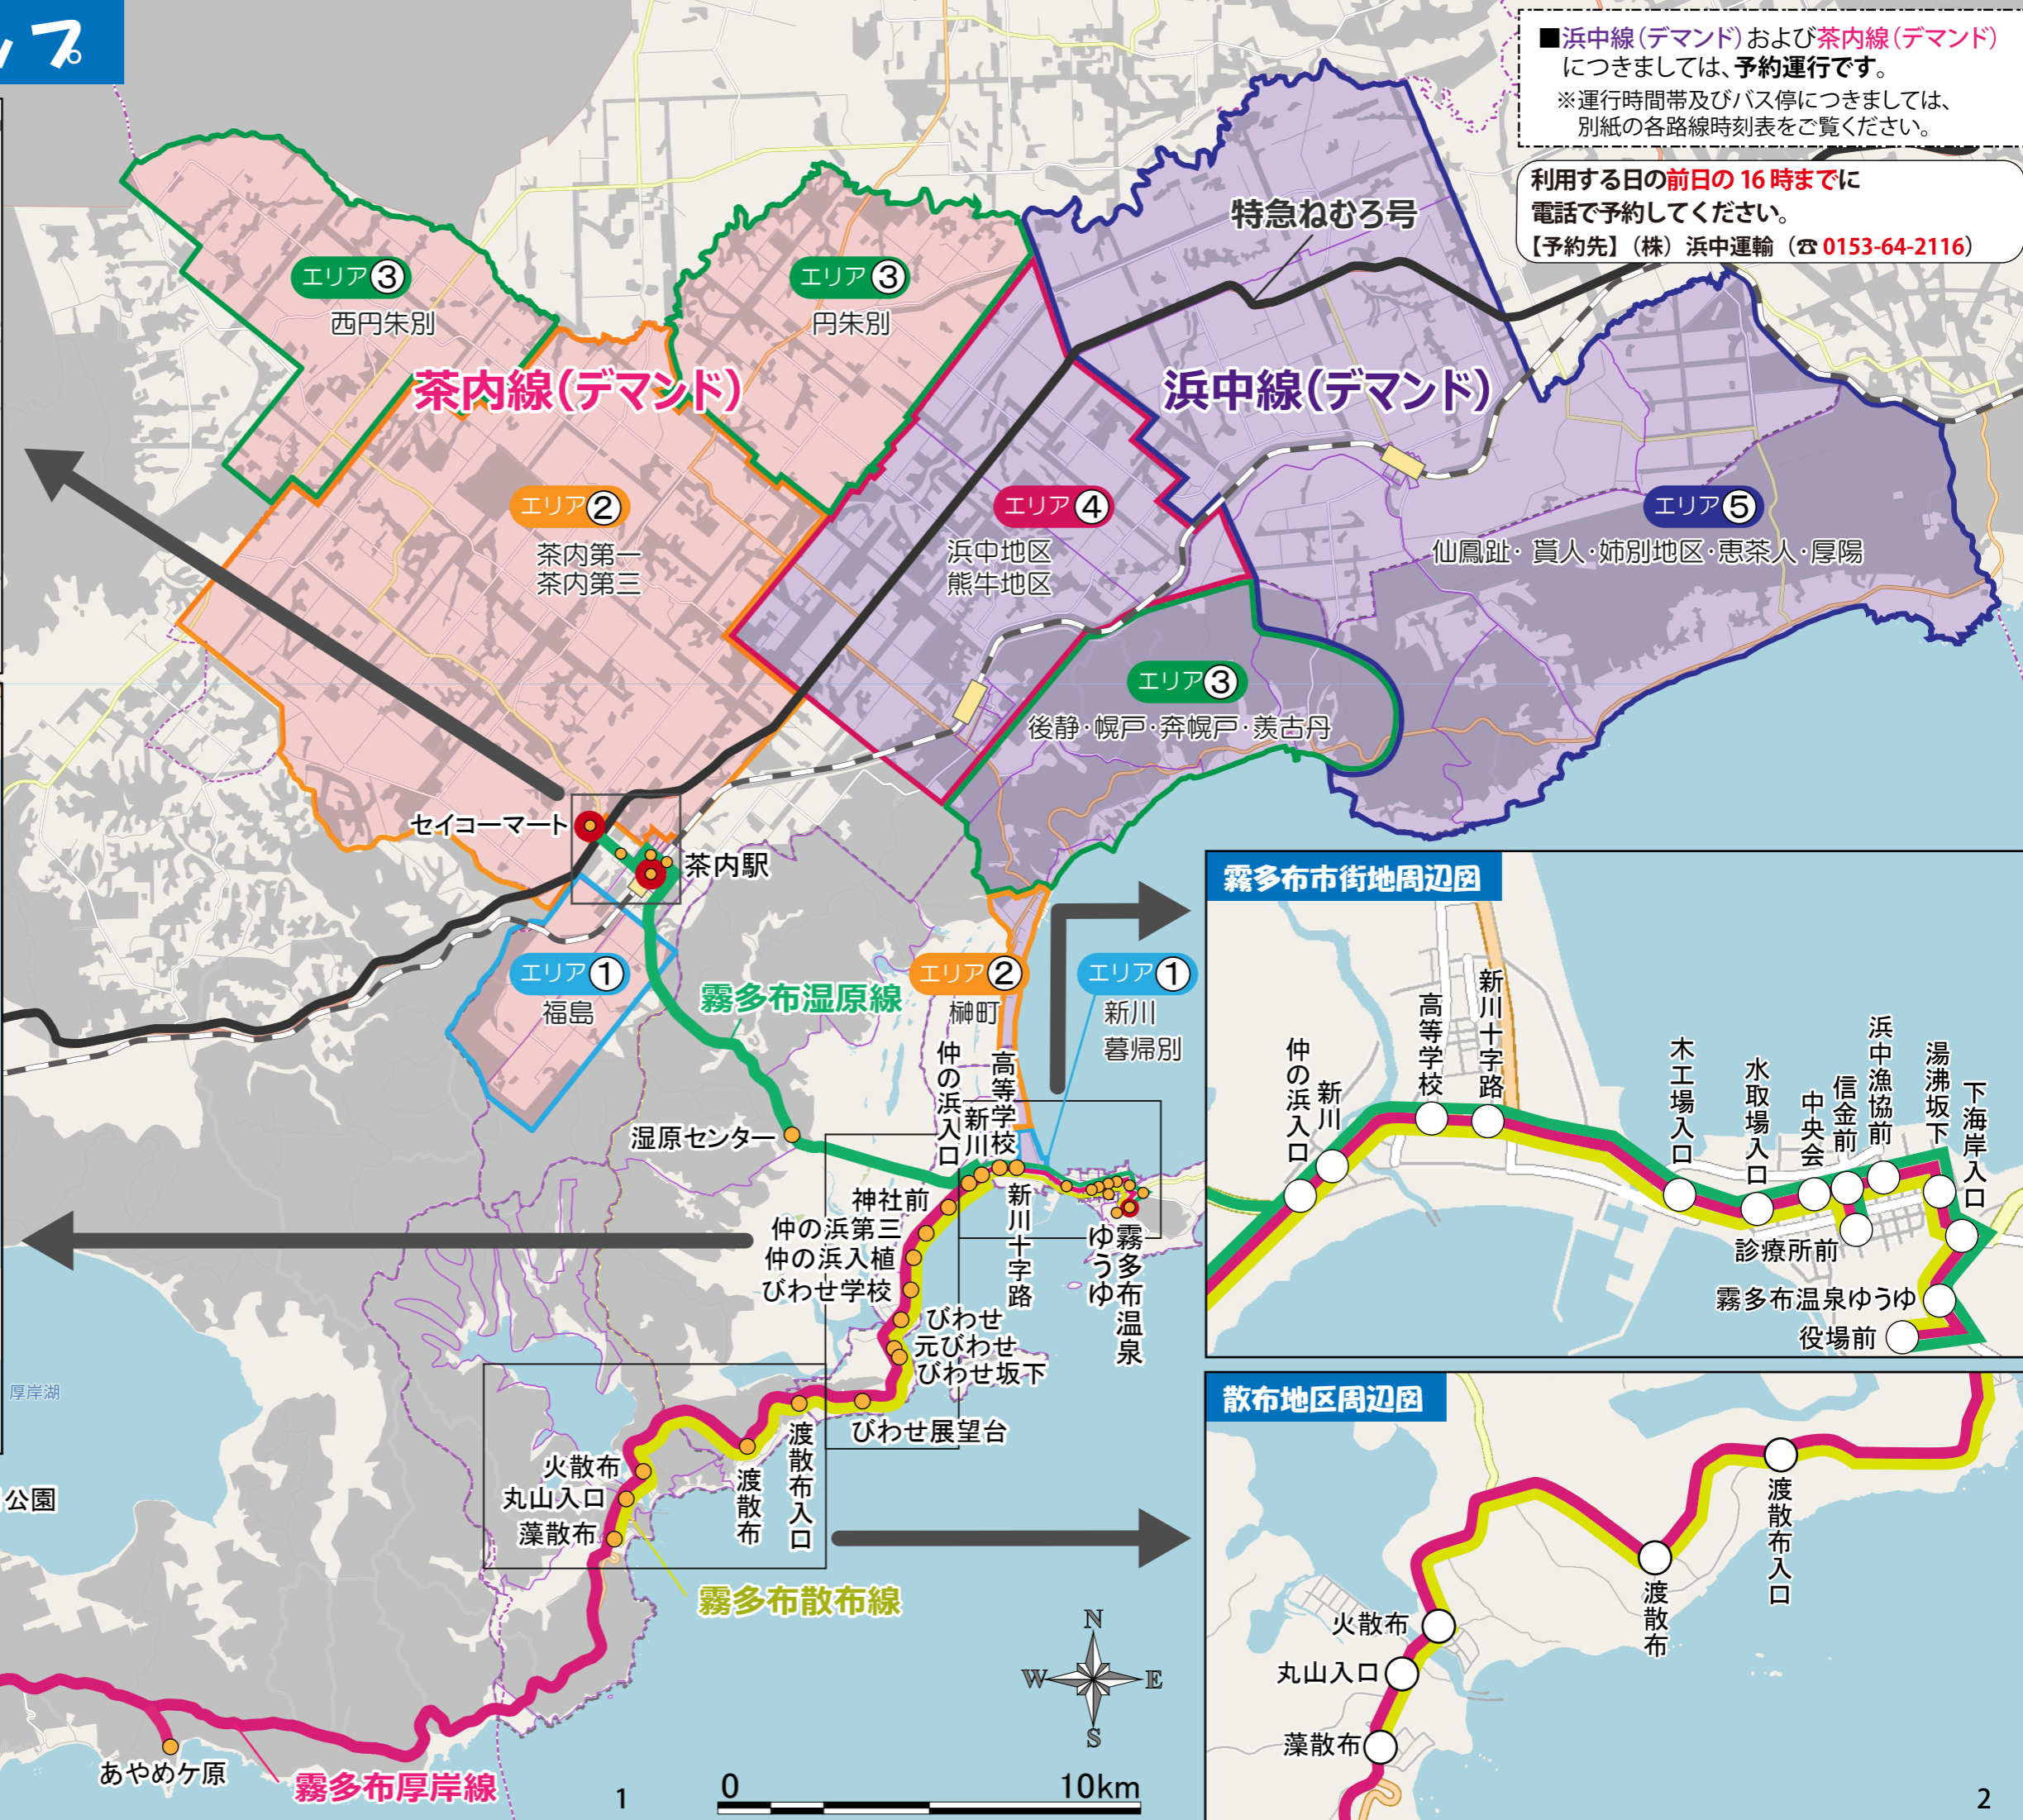 ップ
■浜中線(デマンド)および茶内線(デマンド)
につきましては、予約運行です。
※運行時間帯及びバス停につきましては、
別紙の各路線時刻表をご覧ください。
利用する日の前日の16時までに
電話で予約してください。
【予約先】(株)浜中運輸(☎0153-64-2116)
特急ねむろ号
エリア③
西円朱別
エリア③
円朱別
茶内線(デマンド)
浜中線(デマンド)
エリア②
茶内第一
茶内第三
エリア④
浜中地区
熊牛地区
エリア⑤
仙鳳趾・貰人・姉別地区・恵茶人・厚陽
エリア③
後静・幌戸・奔幌戸・羨古丹
セイコーマート
茶内駅
エリア①
福島
霧多布湿原線
エリア②
榊町
エリア①
新川
暮帰別
湿原センター
仲の浜入口
新川
高等学校
新川十字路
神社前
仲の浜第三
仲の浜入植
びわせ学校
びわせ
元びわせ
びわせ坂下
びわせ展望台
霧多布温泉
ゆうゆ
渡散布入口
渡散布
火散布
丸山入口
藻散布
霧多布散布線
厚岸湖
公園
あやめケ原
霧多布厚岸線
N
W
E
S
0
10km
1
霧多布市街地周辺図
仲の浜入口
新川
高等学校
新川十字路
木工場入口
水取場入口
中央会
信金前
浜中漁協前
湯沸坂下
下海岸入口
診療所前
霧多布温泉ゆうゆ
役場前
散布地区周辺図
渡散布入口
渡散布
火散布
丸山入口
藻散布
2